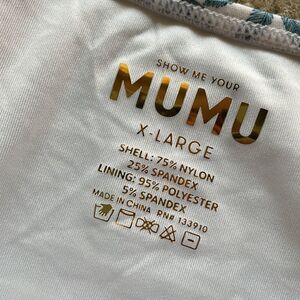 SHOW ME YOUR
MUMU
X-LARGE
SHELL: 75% NYLON
25% SPANDEX
LINING: 95% POLYESTER
5% SPANDEX
MADE IN CHINA RN# 133910